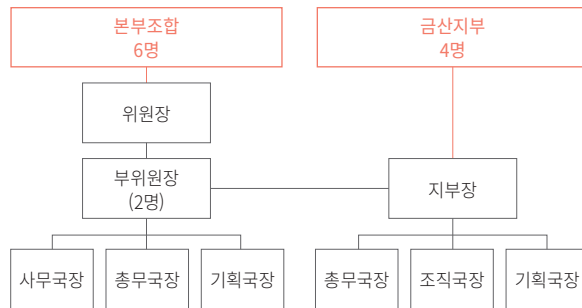 본부조합
6명
금산지부
4명
위원장
부위원장
(2명)
지부장
사무국장
총무국장
기획국장
총무국장
조직국장
기획국장